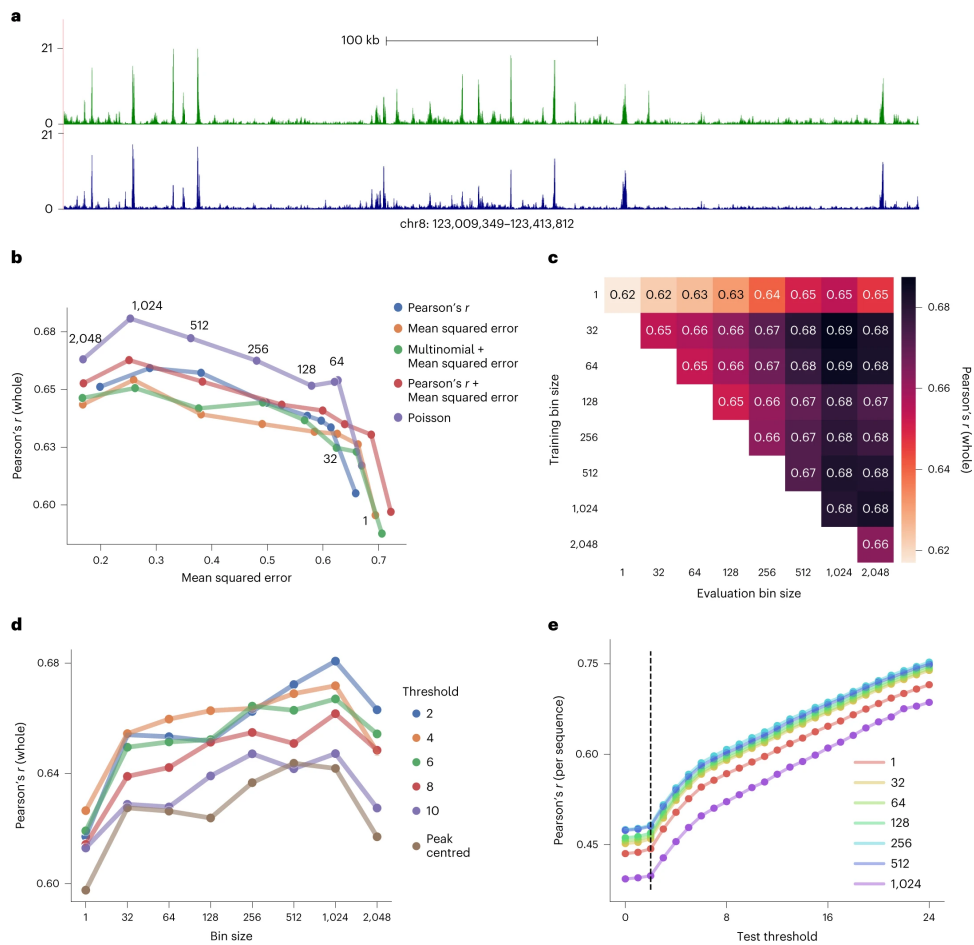 a
100 kb
21
0
21
0
chr8: 123,009,349–123,413,812
b
Pearson's r (whole)
0.68
0.65
0.63
0.60
2,048
1,024
512
256
128
64
32
1
0.2 0.3 0.4 0.5 0.6 0.7
Mean squared error
Pearson's r
Mean squared error
Multinomial +
Mean squared error
Pearson's r +
Mean squared error
Poisson
c
Training bin size
1 0.62 0.62 0.63 0.63 0.64 0.65 0.65 0.65
32 0.65 0.66 0.66 0.67 0.68 0.69 0.68
64 0.65 0.66 0.67 0.68 0.69 0.68
128 0.65 0.66 0.67 0.68 0.67
256 0.66 0.67 0.68 0.68
512 0.67 0.68 0.68
1,024 0.68 0.68
2,048 0.66
1 32 64 128 256 512 1,024 2,048
Evaluation bin size
0.68
0.66
0.64
0.62
Pearson's r (whole)
d
Pearson's r (whole)
0.68
0.64
0.60
1 32 64 128 256 512 1,024 2,048
Bin size
Threshold
2
4
6
8
10
Peak
centred
e
Pearson's r (per sequence)
0.75
0.60
0.45
0 8 16 24
Test threshold
1
32
64
128
256
512
1,024